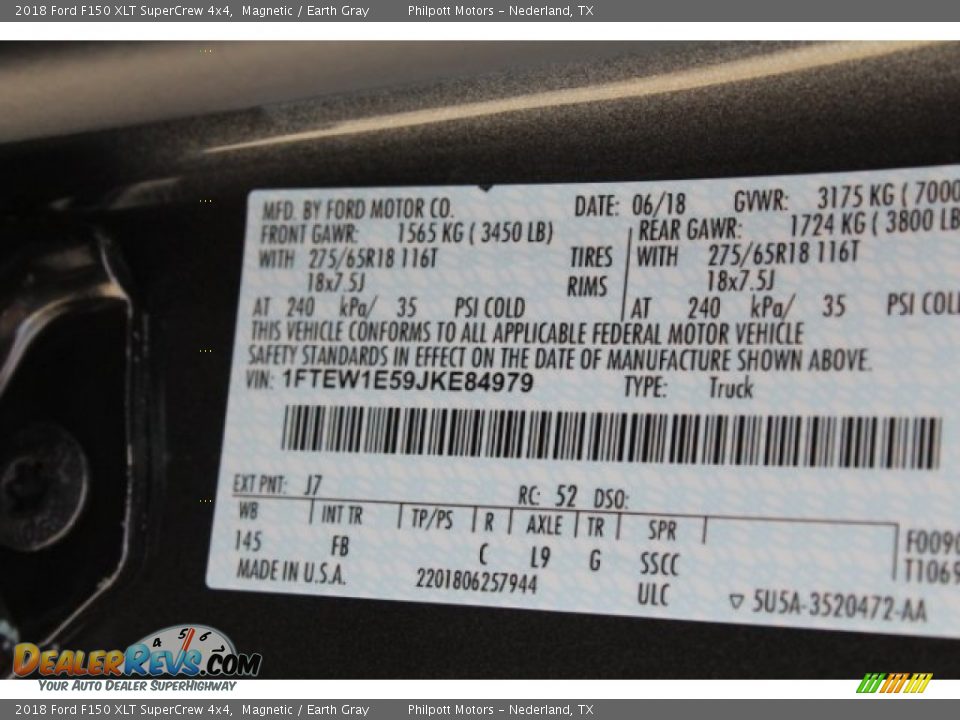 2018 Ford F150 XLT SuperCrew 4x4, Magnetic / Earth Gray Philpott Motors - Nederland, TX
MFD. BY FORD MOTOR CO. DATE: 06/18 GVWR: 3175 KG ( 7000
FRONT GAWR: 1565 KG ( 3450 LB) REAR GAWR: 1724 KG ( 3800 LB
WITH 275/65R18 116T TIRES WITH 275/65R18 116T
18x7.5J RIMS 18x7.5J
AT 240 kPa/ 35 PSI COLD AT 240 kPa/ 35 PSI COL
THIS VEHICLE CONFORMS TO ALL APPLICABLE FEDERAL MOTOR VEHICLE
SAFETY STANDARDS IN EFFECT ON THE DATE OF MANUFACTURE SHOWN ABOVE.
VIN: 1FTEW1E59JKE84979 TYPE: Truck
EXT PNT: J7 RC: 52 DSO:
WB INT TR TP/PS R AXLE TR SPR F0090
145 FB C L9 G SSCC T1069
MADE IN U.S.A. 2201806257944 ULC ▽ 5U5A-3520472-AA
4 5 6
DEALERREVS.COM
YOUR AUTO DEALER SUPERHIGHWAY
2018 Ford F150 XLT SuperCrew 4x4, Magnetic / Earth Gray Philpott Motors - Nederland, TX